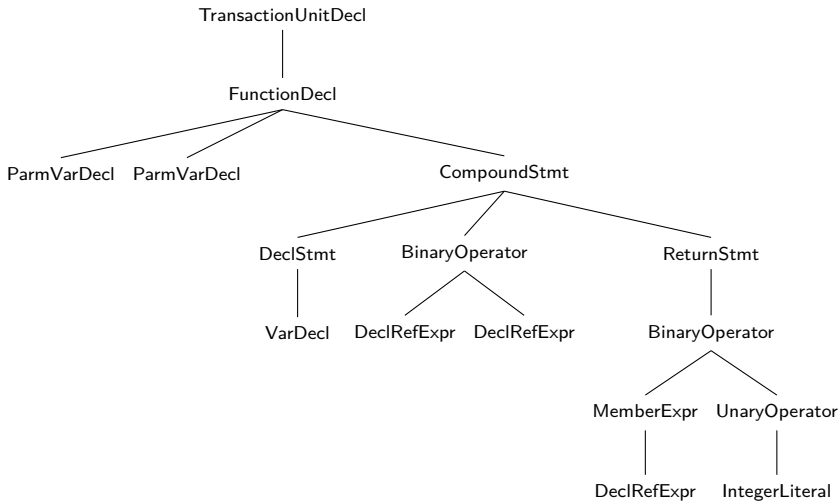 TransactionUnitDecl
FunctionDecl
ParmVarDecl ParmVarDecl CompoundStmt
DeclStmt BinaryOperator ReturnStmt
VarDecl DeclRefExpr DeclRefExpr BinaryOperator
MemberExpr UnaryOperator
DeclRefExpr IntegerLiteral